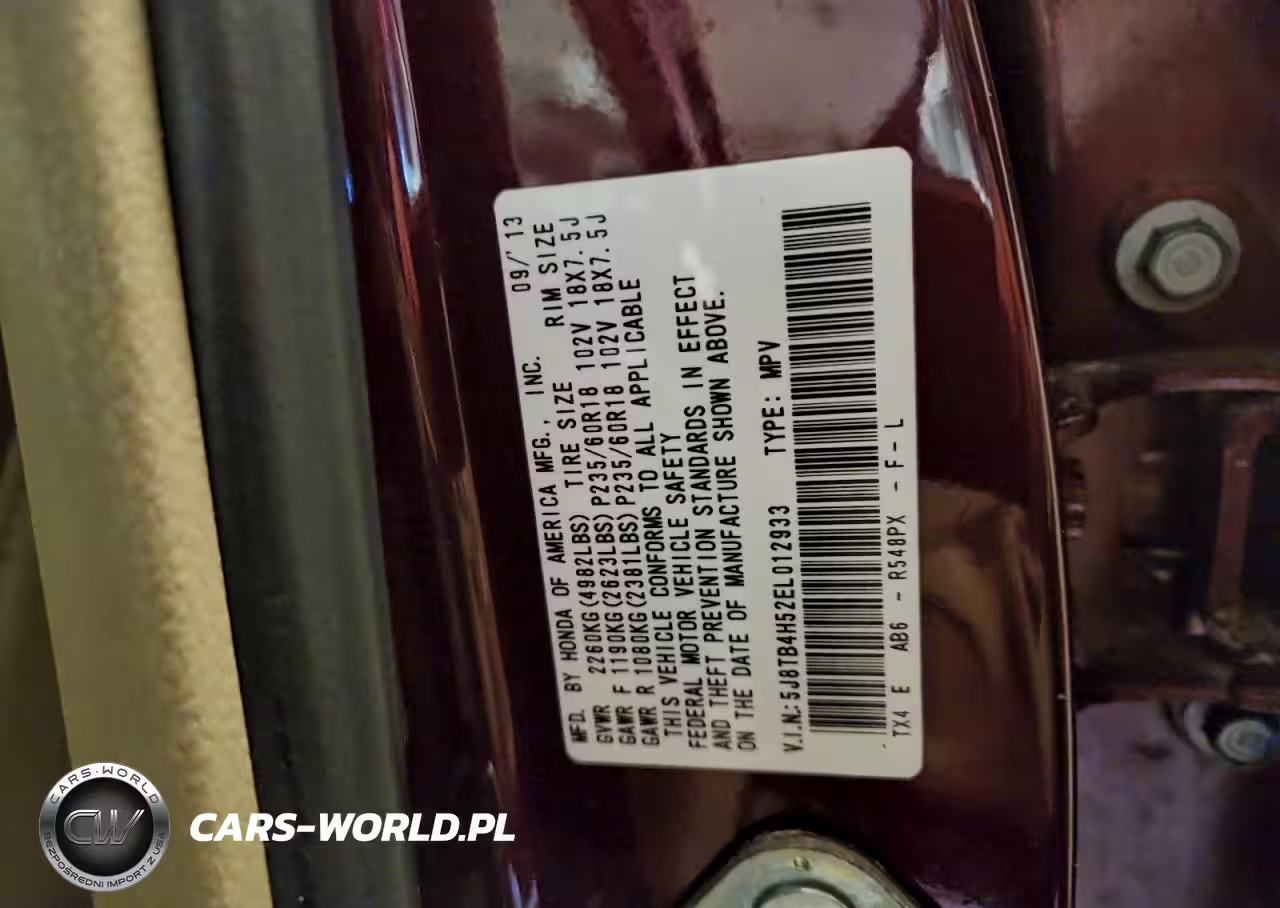 MFD. BY HONDA OF AMERICA MFG., INC. 09/'13
GVWR 2260KG(4982LBS) TIRE SIZE RIM SIZE
GAWR F 1190KG(2623LBS) P235/60R18 102V 18X7.5J
GAWR R 1080KG(2381LBS) P235/60R18 102V 18X7.5J
THIS VEHICLE CONFORMS TO ALL APPLICABLE
FEDERAL MOTOR VEHICLE SAFETY
AND THEFT PREVENTION STANDARDS IN EFFECT
ON THE DATE OF MANUFACTURE SHOWN ABOVE.
V.I.N.: 5J8TB4H52EL012933 TYPE: MPV
TX4 E AB6 - R548PX - F - L
CARS-WORLD
CW
BEZPOŚREDNI IMPORT Z USA
CARS-WORLD.PL